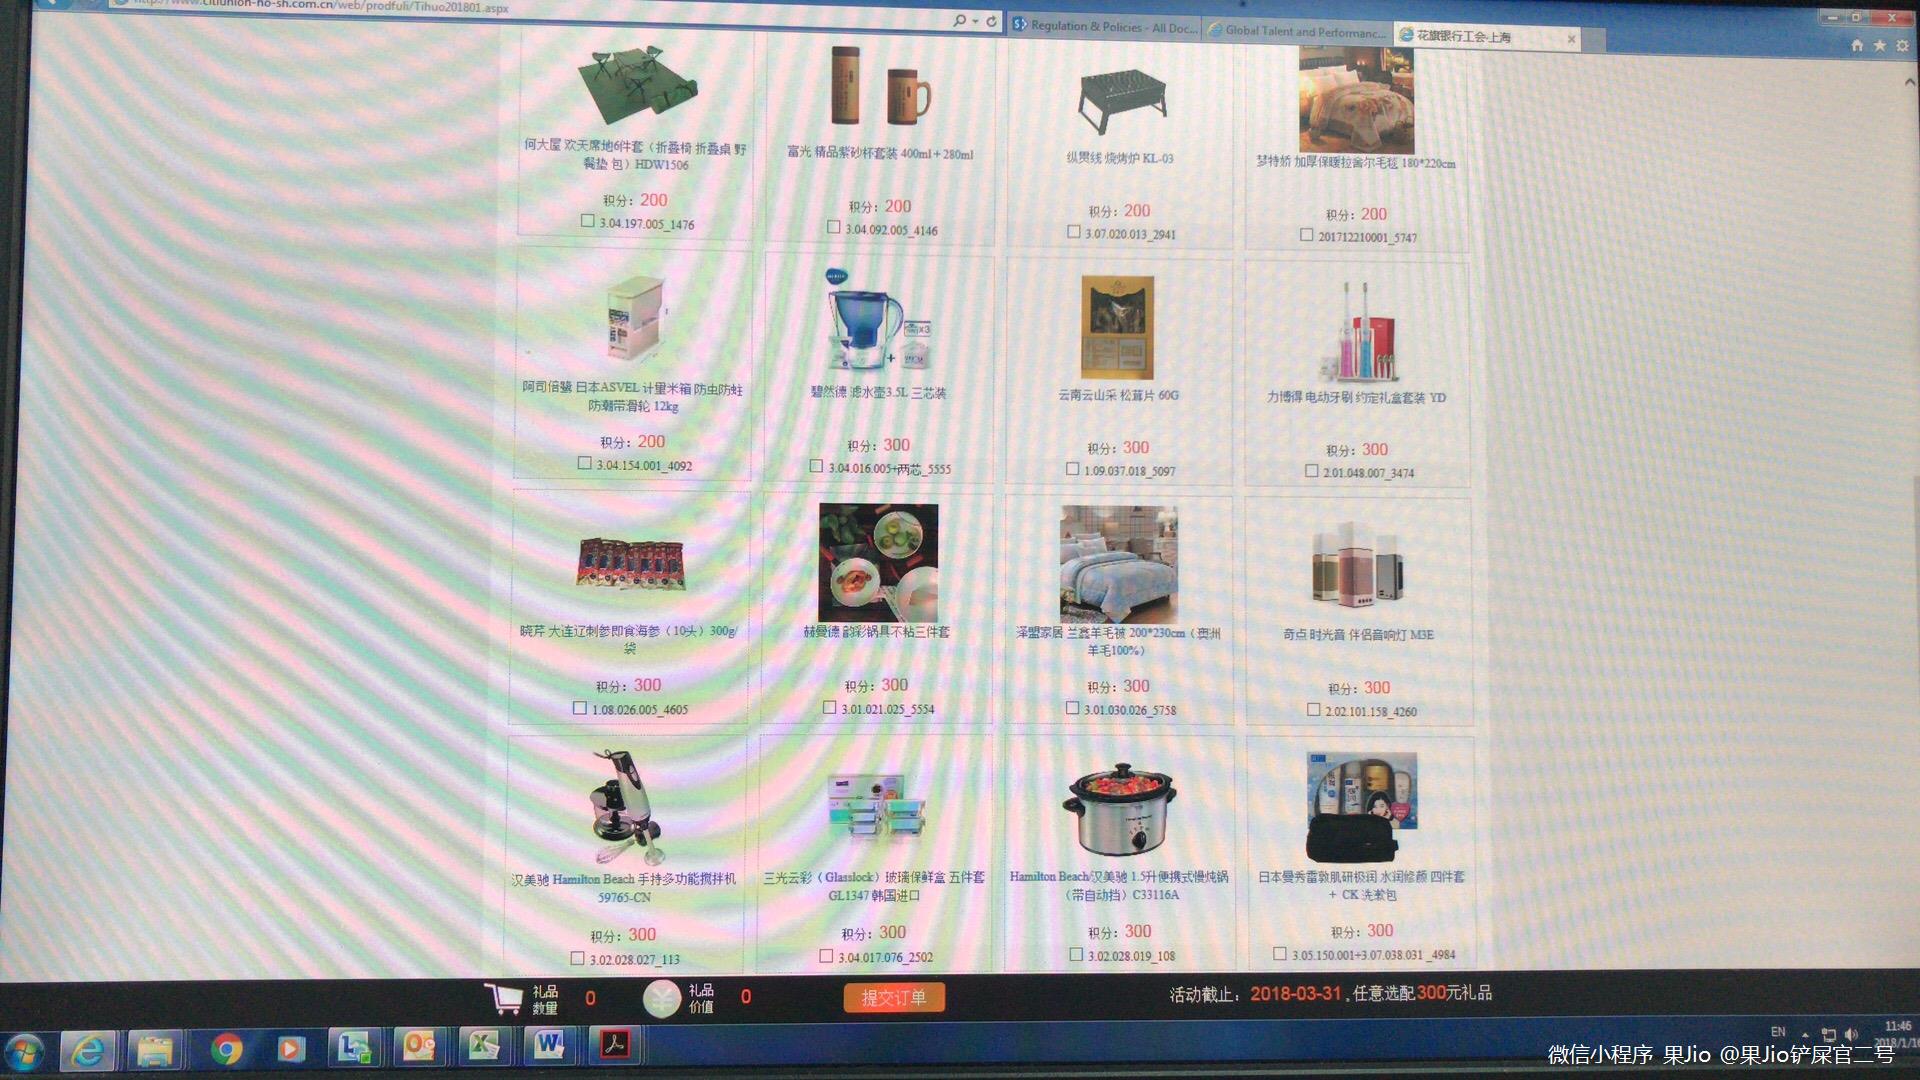 http://www.citiunion-ho-sh.com.cn/web/prodfuli/Tihuo201801.aspx
Regulation & Policies - All Doc...
Global Talent and Performanc...
花旗银行工会-上海
何大屋 欢天席地6件套（折叠椅 折叠桌 野
餐垫 包）HDW1506
积分：200
3.04.197.005_1476
富光 精品紫砂杯套装 400ml＋280ml
积分：200
3.04.092.005_4146
纵贯线 烧烤炉 KL-03
积分：200
3.07.020.013_2941
梦特娇 加厚保暖拉舍尔毛毯 180*220cm
积分：200
201712210001_5747
阿司倍鹭 日本ASVEL 计量米箱 防虫防蛀
防潮带滑轮 12kg
积分：200
3.04.154.001_4092
碧然德 滤水壶3.5L 三芯装
积分：300
3.04.016.005+两芯_5555
云南云山采 松茸片 60G
积分：300
1.09.037.018_5097
力博得 电动牙刷 约定礼盒套装 YD
积分：300
2.01.048.007_3474
晓芹 大连辽刺参即食海参（10头）300g/
袋
积分：300
1.08.026.005_4605
赫曼德 韵彩锅具不粘三件套
积分：300
3.01.021.025_5554
泽盟家居 兰鑫羊毛被 200*230cm（澳洲
羊毛100%）
积分：300
3.01.030.026_5758
奇点 时光音 伴侣音响灯 M3E
积分：300
2.02.101.158_4260
汉美驰 Hamilton Beach 手持多功能搅拌机
59765-CN
积分：300
3.02.028.027_113
三光云彩（Glasslock）玻璃保鲜盒 五件套
GL1347 韩国进口
积分：300
3.04.017.076_2502
Hamilton Beach/汉美驰 1.5升便携式慢炖锅
（带自动挡）C33116A
积分：300
3.02.028.019_108
日本曼秀雷敦肌研极润 水润修颜 四件套
＋ CK 洗漱包
积分：300
3.05.150.001+3.07.038.031 _4984
礼品
数量
0
礼品
价值
0
提交订单
活动截止：2018-03-31 , 任意选配300元礼品
EN
11:46
2018/1/16
微信小程序 果Jio @果Jio铲屎官二号